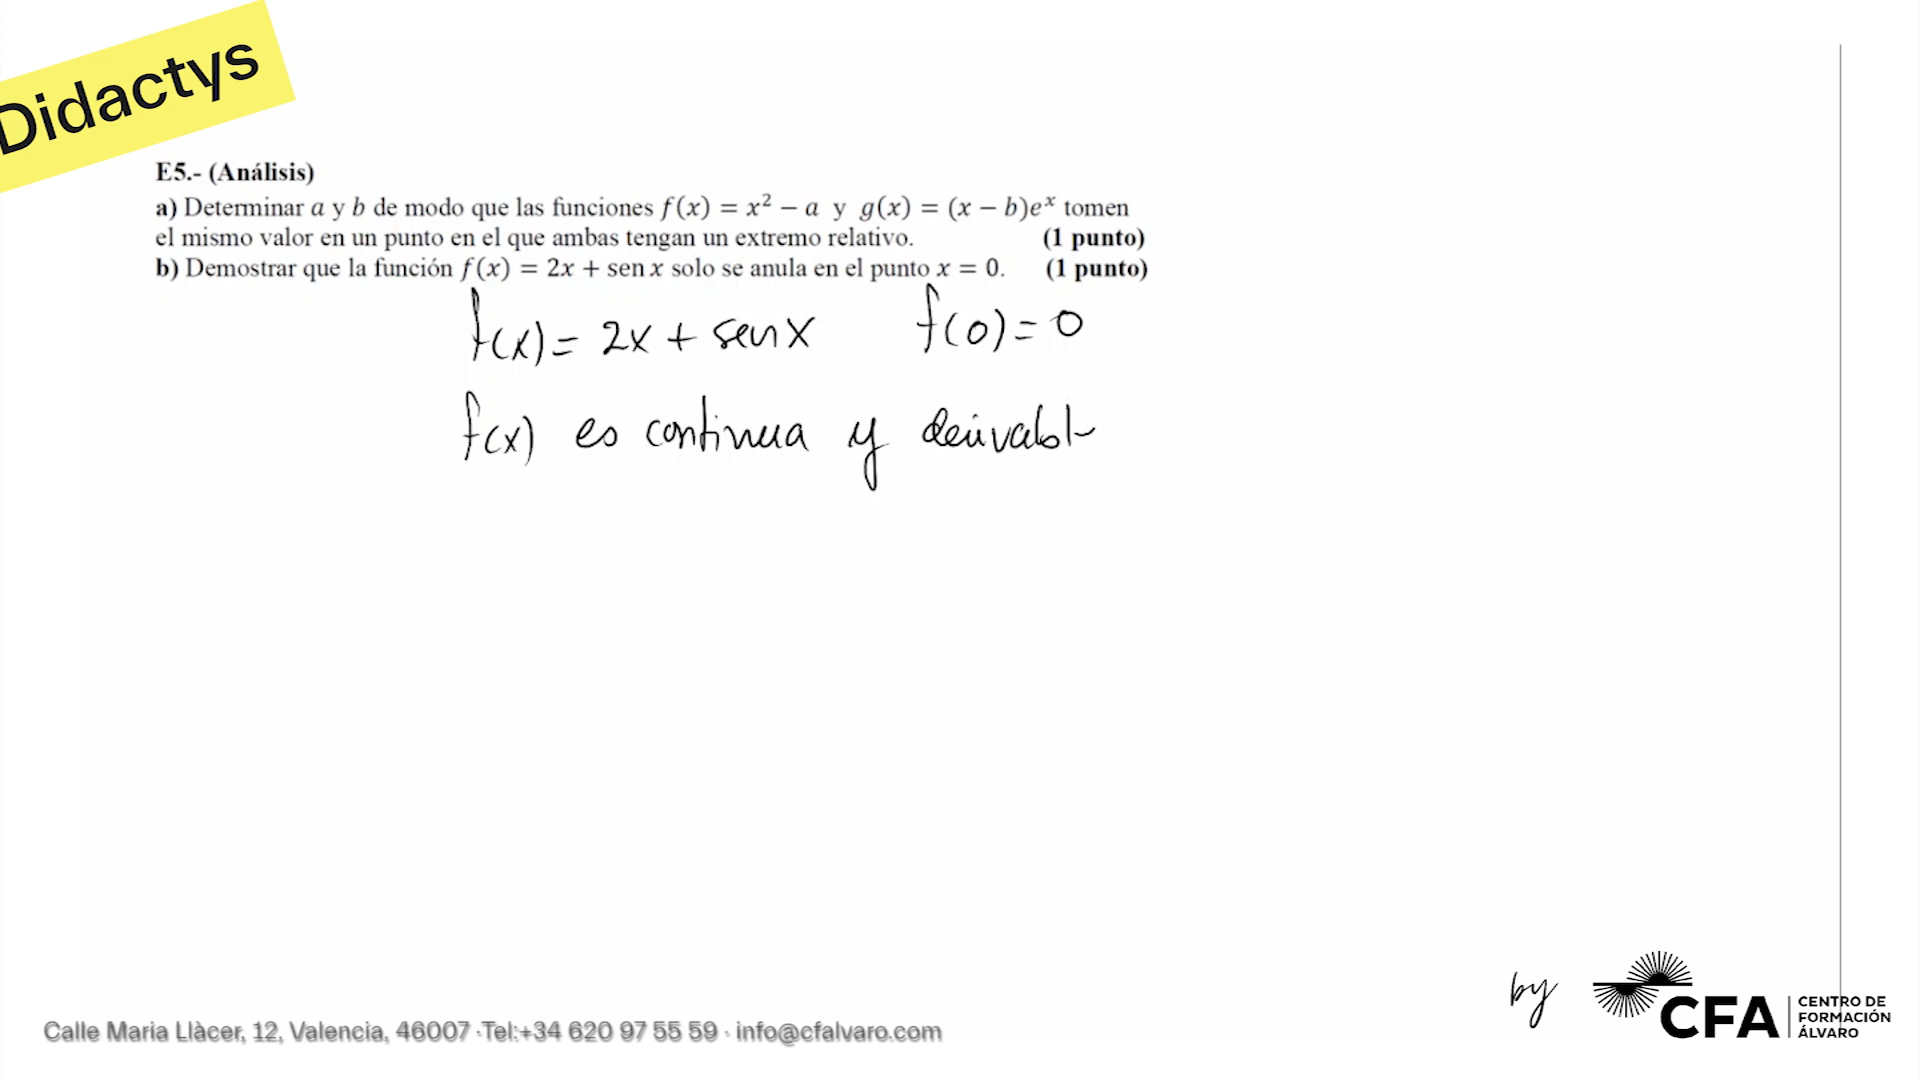 Didactys
E5.- (Análisis)
a) Determinar a y b de modo que las funciones f(x) = x² − a y g(x) = (x − b)eˣ tomen
el mismo valor en un punto en el que ambas tengan un extremo relativo. (1 punto)
b) Demostrar que la función f(x) = 2x + sen x solo se anula en el punto x = 0. (1 punto)
f(x) = 2x + sen x f(0) = 0
f(x) es continua y derivabl
by CFA CENTRO DE
FORMACIÓN
ÁLVARO
Calle Maria Llàcer, 12, Valencia, 46007 · Tel:+34 620 97 55 59 · info@cfalvaro.com